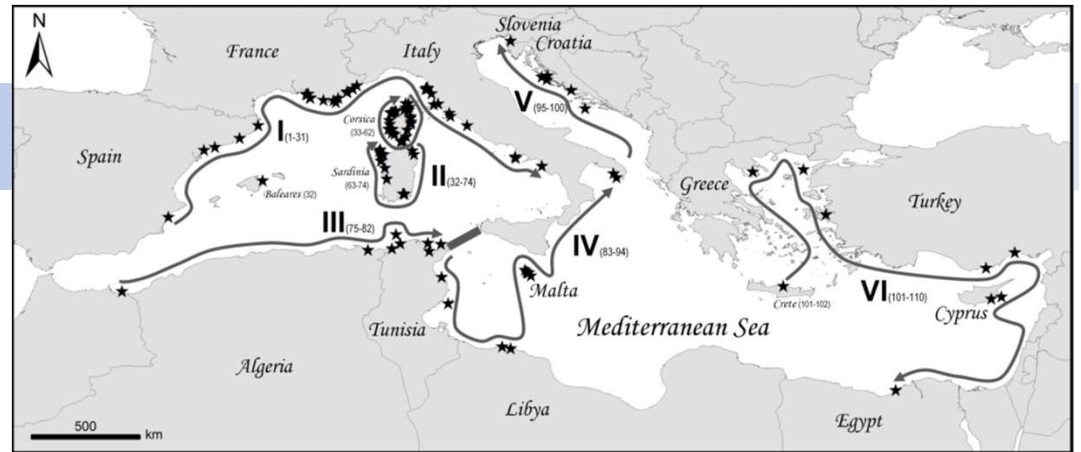 N
Slovenia
Croatia
France
Italy
V (95-100)
I (1-31)
Corsica
(33-62)
Spain
Sardinia
(63-74)
II (32-74)
Baleares (32)
Greece
Turkey
III (75-82)
IV (83-94)
Malta
VI (101-110)
Crete (101-102)
Cyprus
Mediterranean Sea
Tunisia
Algeria
Libya
Egypt
500
km